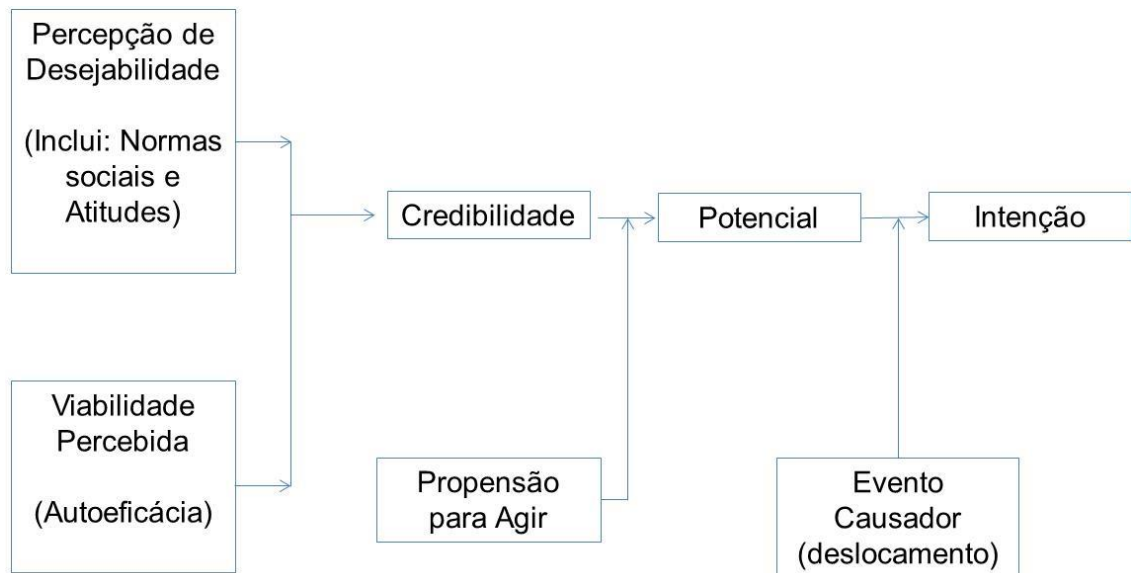 Percepção de
Desejabilidade
(Inclui: Normas
sociais e
Atitudes)
Credibilidade
Potencial
Intenção
Viabilidade
Percebida
(Autoeficácia)
Propensão
para Agir
Evento
Causador
(deslocamento)